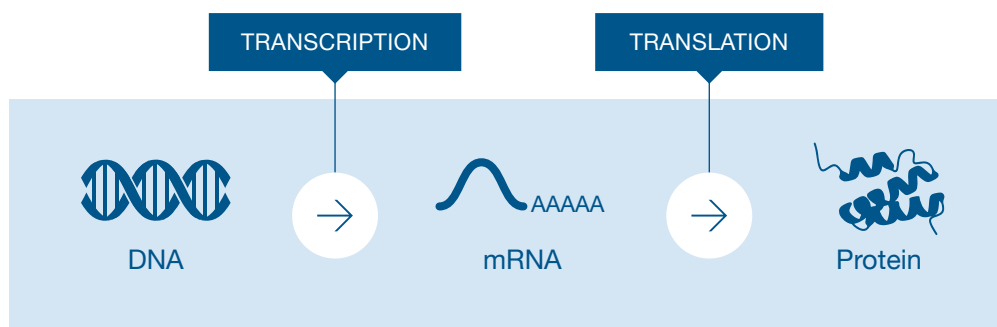 TRANSCRIPTION
TRANSLATION
AAAAA
DNA
mRNA
Protein